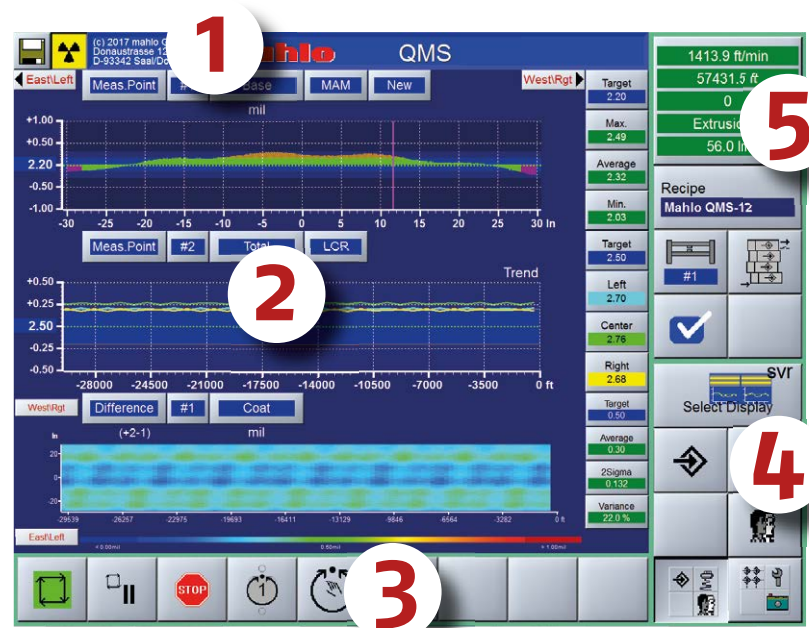 (c) 2017 mahlo
Donaustrasse 12
D-93342 Saal/Do
mahlo
QMS
1
1413.9 ft/min
57431.5 ft
0
Extrusio
56.0 In
5
East\Left
Meas.Point
Base
MAM
New
West\Rgt
mil
+1.00
+0.50
2.20
-0.50
-1.00
-30 -25 -20 -15 -10 -5 0 5 10 15 20 25 30 In
Target
2.20
Max.
2.49
Average
2.32
Min.
2.03
Recipe
Mahlo QMS-12
#1
Meas.Point
#2
Total
LCR
Trend
2
+0.50
+0.25
2.50
-0.25
-0.50
-28000 -24500 -21000 -17500 -14000 -10500 -7000 -3500 0 ft
Target
2.50
Left
2.70
Center
2.76
Right
2.68
svr
Select Display
West\Rgt
Difference
#1
Coat
(+2-1)
mil
In
20
0
-20
-29539 -26257 -22975 -19693 -16411 -13129 -9846 -6564 -3282 0 ft
East\Left
< 0.00mil
0.50mil
> 1.00mil
Target
0.50
Average
0.30
2Sigma
0.132
Variance
22.0 %
4
STOP
1
3